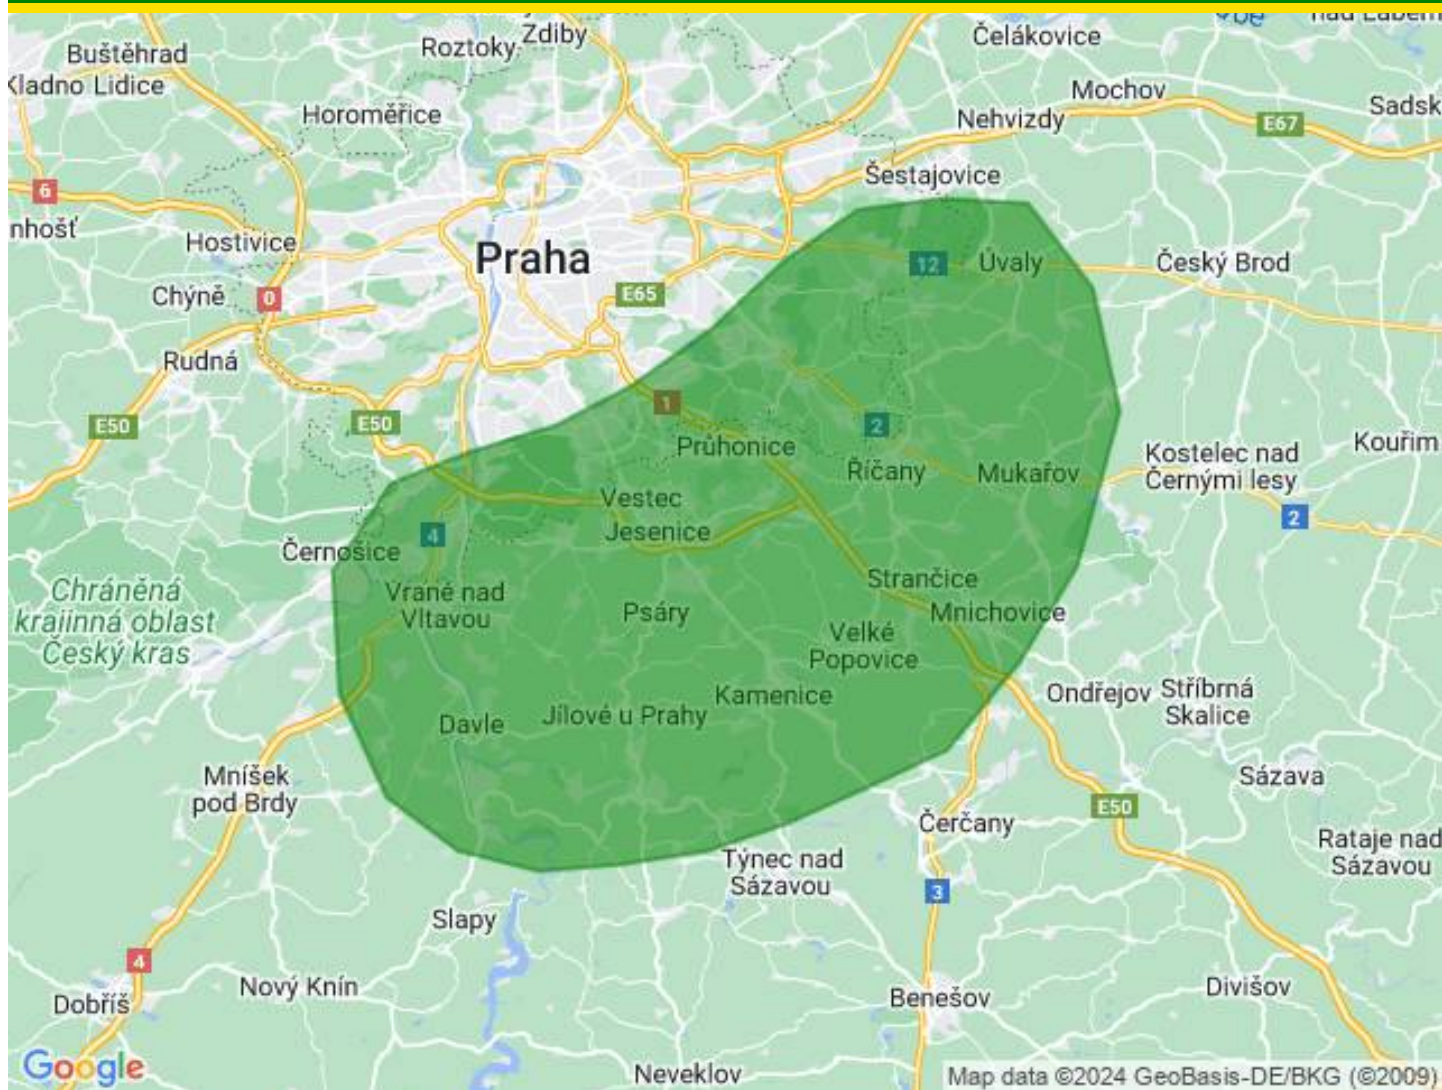 Zdiby
Čelákovice
Roztoky
Buštěhrad
Kladno Lidice
Mochov
Sadsk
Horoměřice
Nehvizdy
E67
Šestajovice
6
nhošť
Hostivice
Praha
12
Úvaly
Český Brod
Chýně
0
E65
Rudná
1
E50
E50
2
Průhonice
Kouřim
Kostelec nad
Černými lesy
Říčany
Mukařov
Vestec
2
Jesenice
4
Černošice
Strančice
Chráněná
krajinná oblast
Český kras
Vrané nad
Vltavou
Psáry
Mnichovice
Velké
Popovice
Kamenice
Ondřejov
Stříbrná
Skalice
Davle
Jílové u Prahy
Mníšek
pod Brdy
Sázava
E50
Čerčany
Rataje nad
Sázavou
Týnec nad
Sázavou
3
Slapy
4
Nový Knín
Divišov
Dobříš
Benešov
Google
Neveklov
Map data ©2024 GeoBasis-DE/BKG (©2009)